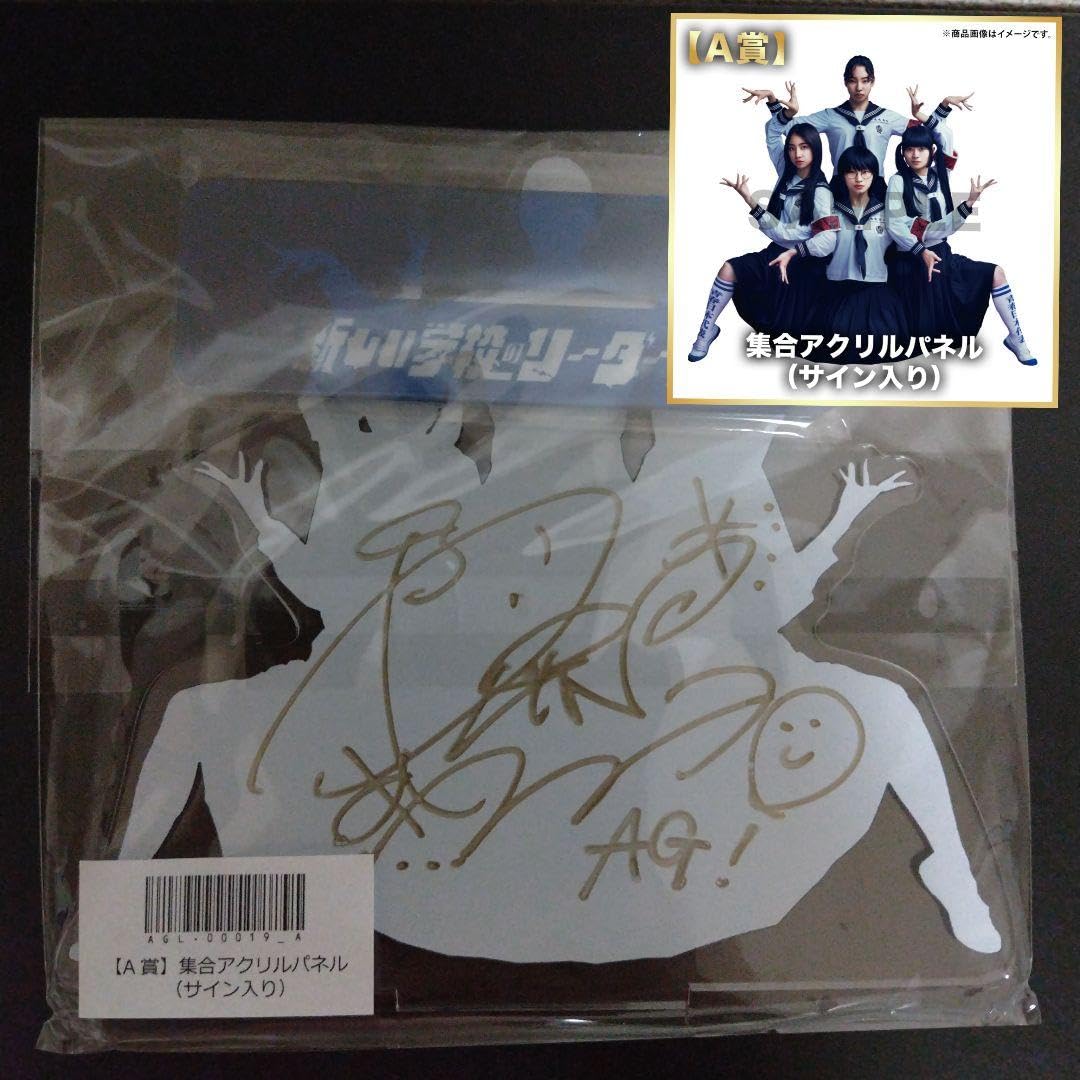 【A賞】
※商品画像はイメージです。
SAMPLE
集合アクリルパネル
(サイン入り)
新しい学校のリーダー
AG!
AGL-00019_A
【A賞】集合アクリルパネル
(サイン入り)